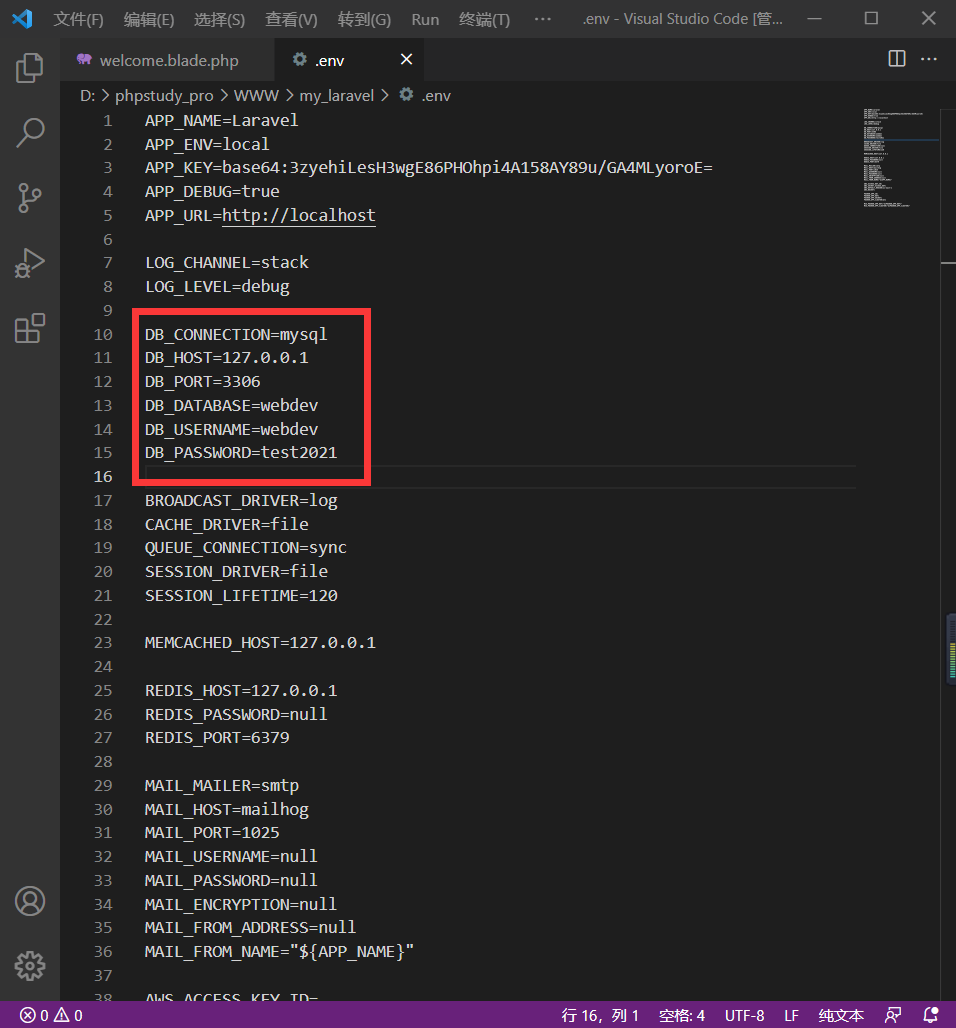 文件(F) 编辑(E) 选择(S) 查看(V) 转到(G) Run 终端(T) ··· .env - Visual Studio Code [管...
welcome.blade.php .env
D: > phpstudy_pro > WWW > my_laravel > .env
1 APP_NAME=Laravel
2 APP_ENV=local
3 APP_KEY=base64:3zyehiLesH3wgE86PHOhpi4A158AY89u/GA4MLyoroE=
4 APP_DEBUG=true
5 APP_URL=http://localhost
6
7 LOG_CHANNEL=stack
8 LOG_LEVEL=debug
9
10 DB_CONNECTION=mysql
11 DB_HOST=127.0.0.1
12 DB_PORT=3306
13 DB_DATABASE=webdev
14 DB_USERNAME=webdev
15 DB_PASSWORD=test2021
16
17 BROADCAST_DRIVER=log
18 CACHE_DRIVER=file
19 QUEUE_CONNECTION=sync
20 SESSION_DRIVER=file
21 SESSION_LIFETIME=120
22
23 MEMCACHED_HOST=127.0.0.1
24
25 REDIS_HOST=127.0.0.1
26 REDIS_PASSWORD=null
27 REDIS_PORT=6379
28
29 MAIL_MAILER=smtp
30 MAIL_HOST=mailhog
31 MAIL_PORT=1025
32 MAIL_USERNAME=null
33 MAIL_PASSWORD=null
34 MAIL_ENCRYPTION=null
35 MAIL_FROM_ADDRESS=null
36 MAIL_FROM_NAME="${APP_NAME}"
37
38 AWS_ACCESS_KEY_ID=
0 0 行 16，列 1 空格: 4 UTF-8 LF 纯文本